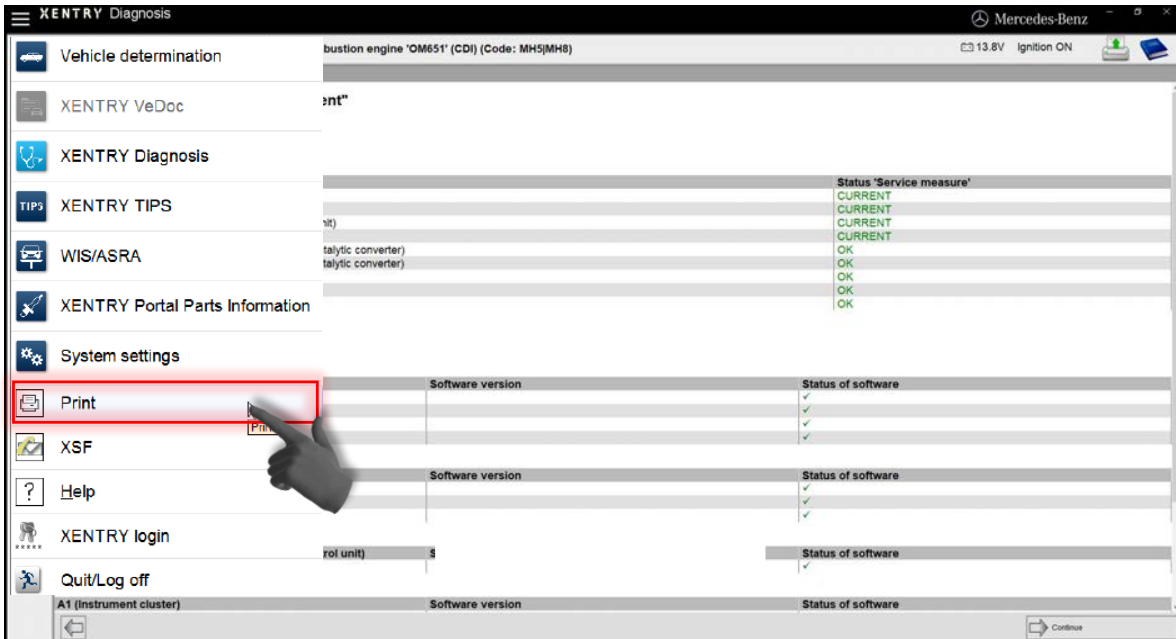 XENTRY Diagnosis
Mercedes-Benz
Vehicle determination
bustion engine 'OM651' (CDI) (Code: MH5|MH8)
13.8V Ignition ON
XENTRY VeDoc
ent"
XENTRY Diagnosis
Status 'Service measure'
CURRENT
TIPS XENTRY TIPS
CURRENT
nit) CURRENT
CURRENT
WIS/ASRA
talytic converter) OK
talytic converter) OK
OK
OK
XENTRY Portal Parts Information
OK
System settings
Software version Status of software
Print
XSF
Software version Status of software
? Help
XENTRY login
rol unit) Status of software
Quit/Log off
A1 (Instrument cluster) Software version Status of software
Continue